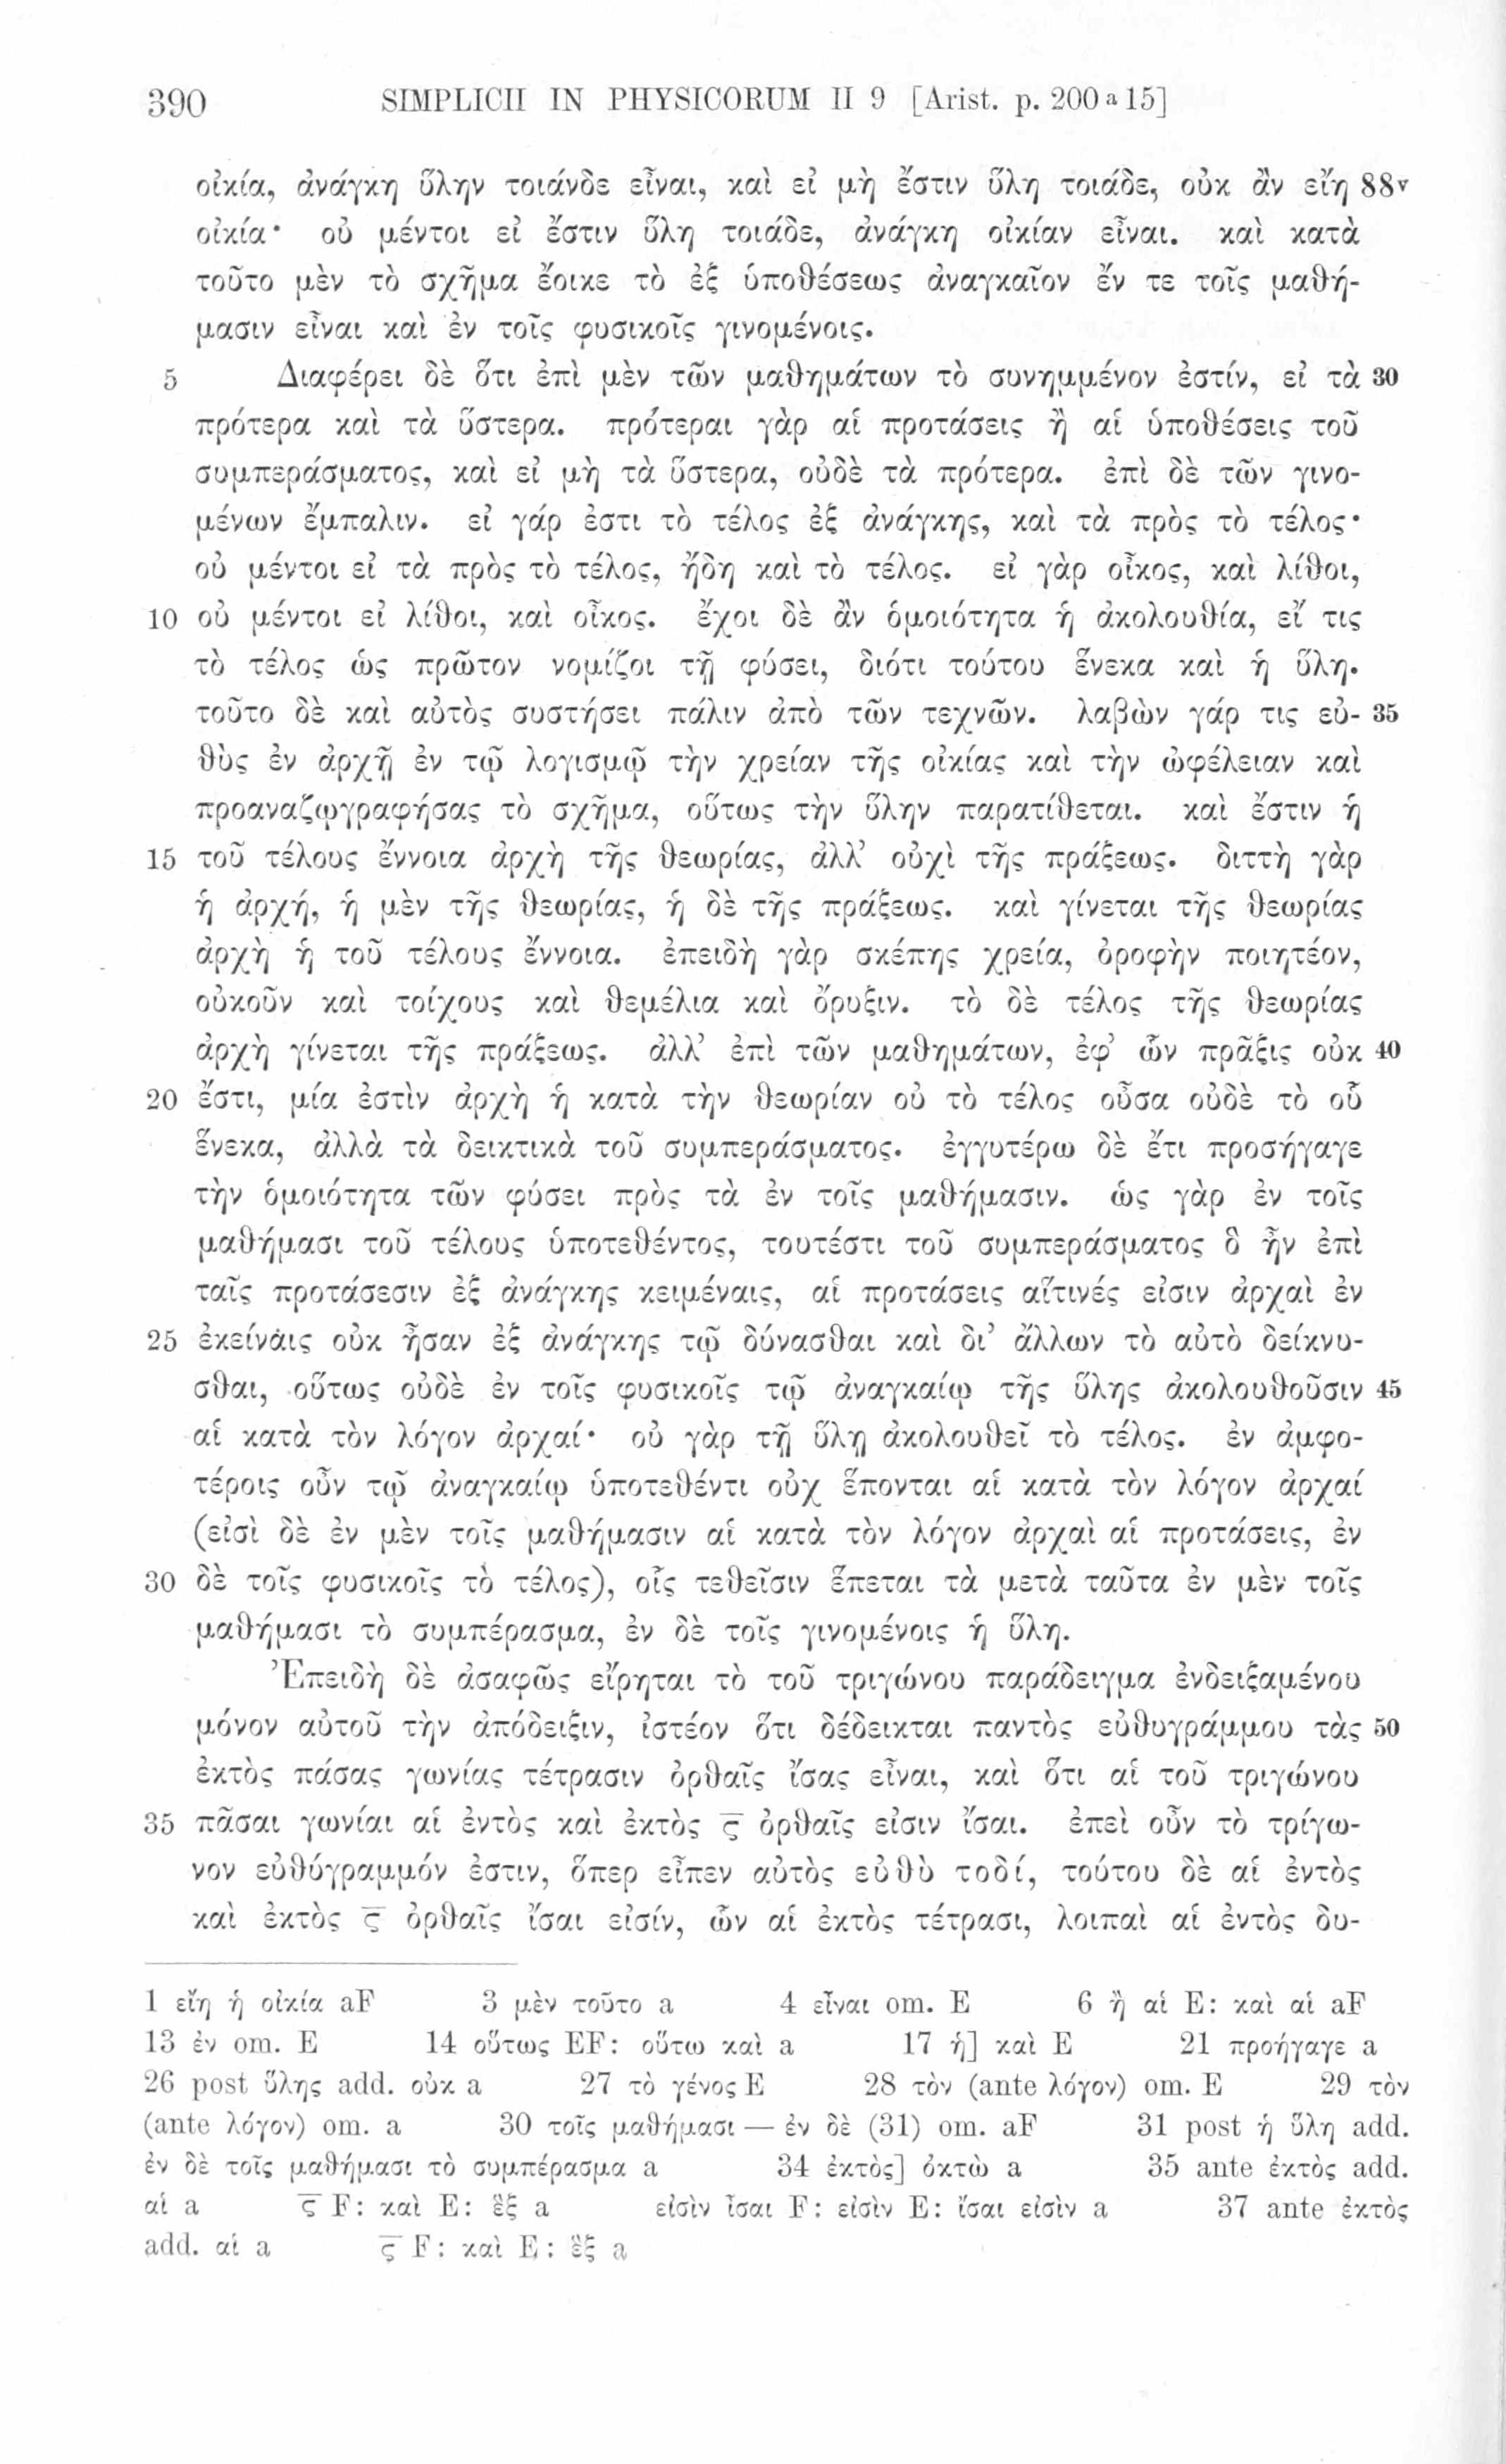 390 SIMPLICII IN PHYSICORUM II 9 [Arist. p. 200 a 15]
οἰκία, ἀνάγκη ὕλην τοιάνδε εἶναι, καὶ εἰ μὴ ἔστιν ὕλη τοιάδε, οὐκ ἂν εἴη 88v
οἰκία· οὐ μέντοι εἰ ἔστιν ὕλη τοιάδε, ἀνάγκη οἰκίαν εἶναι. καὶ κατὰ
τοῦτο μὲν τὸ σχῆμα ἔοικε τὸ ἐξ ὑποθέσεως ἀναγκαῖον ἔν τε τοῖς μαθή-
μασιν εἶναι καὶ ἐν τοῖς φυσικοῖς γινομένοις.
5 Διαφέρει δὲ ὅτι ἐπὶ μὲν τῶν μαθημάτων τὸ συνημμένον ἐστίν, εἰ τὰ 30
πρότερα καὶ τὰ ὕστερα. πρότεραι γὰρ αἱ προτάσεις ἢ αἱ ὑποθέσεις τοῦ
συμπεράσματος, καὶ εἰ μὴ τὰ ὕστερα, οὐδὲ τὰ πρότερα. ἐπὶ δὲ τῶν γινο-
μένων ἔμπαλιν. εἰ γάρ ἐστι τὸ τέλος ἐξ ἀνάγκης, καὶ τὰ πρὸς τὸ τέλος·
οὐ μέντοι εἰ τὰ πρὸς τὸ τέλος, ἤδη καὶ τὸ τέλος. εἰ γὰρ οἶκος, καὶ λίθοι,
10 οὐ μέντοι εἰ λίθοι, καὶ οἶκος. ἔχοι δὲ ἂν ὁμοιότητα ἡ ἀκολουθία, εἴ τις
τὸ τέλος ὡς πρῶτον νομίζοι τῇ φύσει, διότι τούτου ἕνεκα καὶ ἡ ὕλη.
τοῦτο δὲ καὶ αὐτὸς συστήσει πάλιν ἀπὸ τῶν τεχνῶν. λαβὼν γάρ τις εὐ- 35
θὺς ἐν ἀρχῇ ἐν τῷ λογισμῷ τὴν χρείαν τῆς οἰκίας καὶ τὴν ὠφέλειαν καὶ
προαναζωγραφήσας τὸ σχῆμα, οὕτως τὴν ὕλην παρατίθεται. καὶ ἔστιν ἡ
15 τοῦ τέλους ἔννοια ἀρχὴ τῆς θεωρίας, ἀλλ’ οὐχὶ τῆς πράξεως. διττὴ γὰρ
ἡ ἀρχή, ἡ μὲν τῆς θεωρίας, ἡ δὲ τῆς πράξεως. καὶ γίνεται τῆς θεωρίας
ἀρχὴ ἡ τοῦ τέλους ἔννοια. ἐπειδὴ γὰρ σκέπης χρεία, ὀροφὴν ποιητέον,
οὐκοῦν καὶ τοίχους καὶ θεμέλια καὶ ὄρυξιν. τὸ δὲ τέλος τῆς θεωρίας
ἀρχὴ γίνεται τῆς πράξεως. ἀλλ’ ἐπὶ τῶν μαθημάτων, ἐφ’ ὧν πρᾶξις οὐκ 40
20 ἔστι, μία ἐστὶν ἀρχὴ ἡ κατὰ τὴν θεωρίαν οὐ τὸ τέλος οὖσα οὐδὲ τὸ οὗ
ἕνεκα, ἀλλὰ τὰ δεικτικὰ τοῦ συμπεράσματος. ἐγγυτέρω δὲ ἔτι προσήγαγε
τὴν ὁμοιότητα τῶν φύσει πρὸς τὰ ἐν τοῖς μαθήμασιν. ὡς γὰρ ἐν τοῖς
μαθήμασι τοῦ τέλους ὑποτεθέντος, τουτέστι τοῦ συμπεράσματος ὃ ἦν ἐπὶ
ταῖς προτάσεσιν ἐξ ἀνάγκης κειμέναις, αἱ προτάσεις αἵτινές εἰσιν ἀρχαὶ ἐν
25 ἐκείναις οὐκ ἦσαν ἐξ ἀνάγκης τῷ δύνασθαι καὶ δι’ ἄλλων τὸ αὐτὸ δείκνυ-
σθαι, οὕτως οὐδὲ ἐν τοῖς φυσικοῖς τῷ ἀναγκαίῳ τῆς ὕλης ἀκολουθοῦσιν 45
αἱ κατὰ τὸν λόγον ἀρχαί· οὐ γὰρ τῇ ὕλῃ ἀκολουθεῖ τὸ τέλος. ἐν ἀμφο-
τέροις οὖν τῷ ἀναγκαίῳ ὑποτεθέντι οὐχ ἕπονται αἱ κατὰ τὸν λόγον ἀρχαί
(εἰσὶ δὲ ἐν μὲν τοῖς μαθήμασιν αἱ κατὰ τὸν λόγον ἀρχαὶ αἱ προτάσεις, ἐν
30 δὲ τοῖς φυσικοῖς τὸ τέλος), οἷς τεθεῖσιν ἕπεται τὰ μετὰ ταῦτα ἐν μὲν τοῖς
μαθήμασι τὸ συμπέρασμα, ἐν δὲ τοῖς γινομένοις ἡ ὕλη.
Ἐπειδὴ δὲ ἀσαφῶς εἴρηται τὸ τοῦ τριγώνου παράδειγμα ἐνδειξαμένου
μόνον αὐτοῦ τὴν ἀπόδειξιν, ἰστέον ὅτι δέδεικται παντὸς εὐθυγράμμου τὰς 50
ἐκτὸς πάσας γωνίας τέτρασιν ὀρθαῖς ἴσας εἶναι, καὶ ὅτι αἱ τοῦ τριγώνου
35 πᾶσαι γωνίαι αἱ ἐντὸς καὶ ἐκτὸς ϛ̅ ὀρθαῖς εἰσιν ἴσαι. ἐπεὶ οὖν τὸ τρίγω-
νον εὐθύγραμμόν ἐστιν, ὅπερ εἶπεν αὐτὸς εὐθὺ τοδί, τούτου δὲ αἱ ἐντὸς
καὶ ἐκτὸς ϛ̅ ὀρθαῖς ἴσαι εἰσίν, ὧν αἱ ἐκτὸς τέτρασι, λοιπαὶ αἱ ἐντὸς δυ-
1 εἴη ἡ οἰκία aF 3 μὲν τοῦτο a 4 εἶναι om. E 6 ἢ αἱ E: καὶ αἱ aF
13 ἐν om. E 14 οὕτως EF: οὕτω καὶ a 17 ἡ] καὶ E 21 προήγαγε a
26 post ὕλης add. οὐκ a 27 τὸ γένος E 28 τὸν (ante λόγον) om. E 29 τὸν
(ante λόγον) om. a 30 τοῖς μαθήμασι — ἐν δὲ (31) om. aF 31 post ἡ ὕλη add.
ἐν δὲ τοῖς μαθήμασι τὸ συμπέρασμα a 34 ἐκτὸς] ὀκτὼ a 35 ante ἐκτὸς add.
αἱ a ϛ̅ F: καὶ E: ἓξ a εἰσὶν ἴσαι F: εἰσὶν E: ἴσαι εἰσὶν a 37 ante ἐκτὸς
add. αἱ a ϛ̅ F: καὶ E: ἓξ a